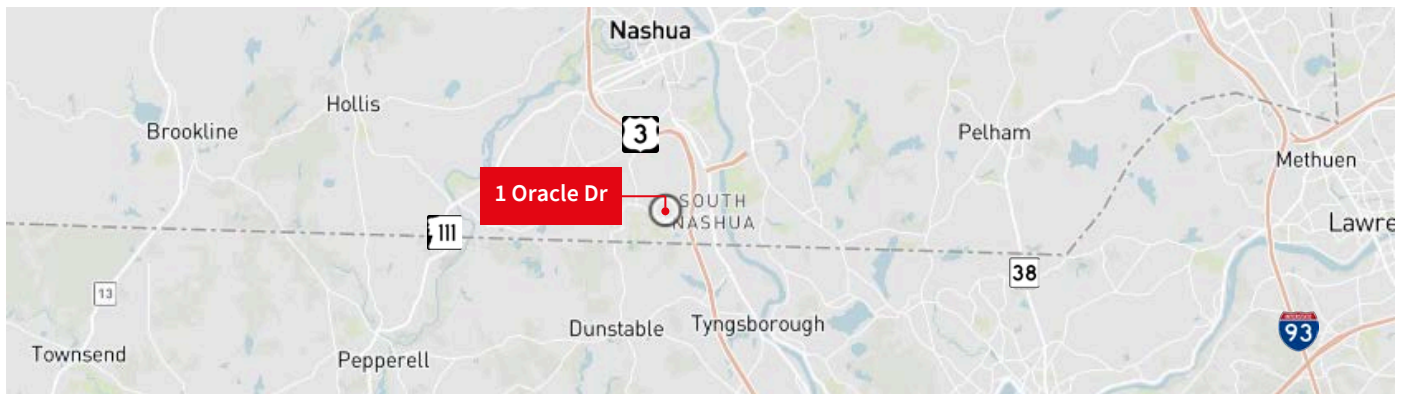 Nashua
Hollis
Brookline
3
Pelham
Methuen
1 Oracle Dr
SOUTH
NASHUA
111
Lawre
38
13
Dunstable
Tyngsborough
93
Townsend
Pepperell